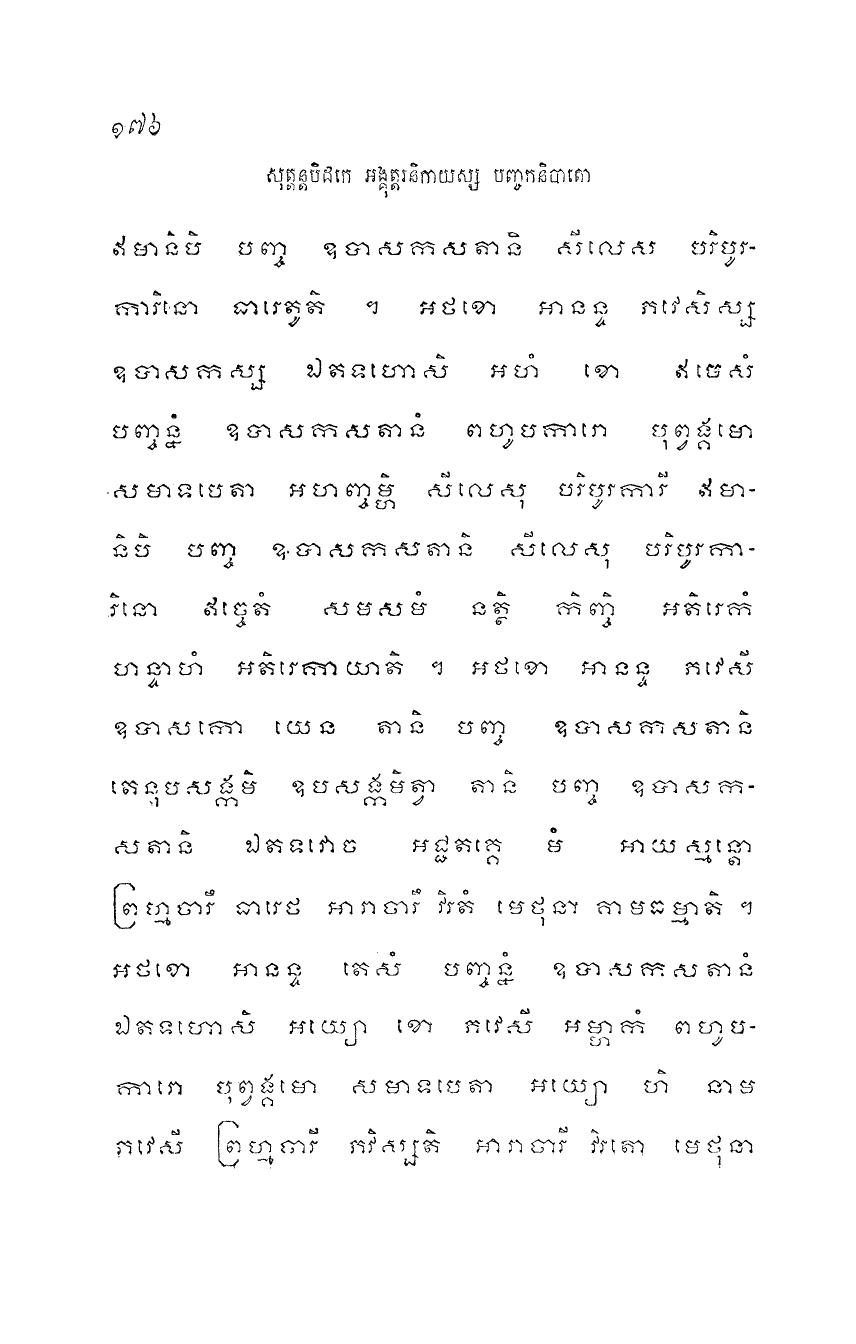 ១៧៦
សុត្តន្តបិដកេ អង្គុត្តរនិកាយស្ស បញ្ចកនិបាតោ
ឥមានិបិ បញ្ច ឧបាសកសតានិ សីលេស បរិបូរ-
ការិនោ ធារេតូតិ ។ អថខោ អានន្ទ ភវេសិស្ស
ឧបាសកស្ស ឯតទហោសិ អហំ ខោ ឥមេសំ
បញ្ចន្នំ ឧបាសកសតានំ ពហូបការោ បុព្វង្គមោ
សមាទបេតា អហញ្ចម្ហិ សីលេសុ បរិបូរការី ឥមា-
និបិ បញ្ច ឧបាសកសតានិ សីលេសុ បរិបូរកា-
រិនោ ឥច្ចេតំ សមសមំ នត្ថិ កិញ្ចិ អតិរេកំ
ហន្ទាហំ អតិរេកាយាតិ ។ អថខោ អានន្ទ ភវេសី
ឧបាសកោ យេន តានិ បញ្ច ឧបាសកសតានិ
តេនុបសង្កមិ ឧបសង្កមិត្វា តានិ បញ្ច ឧបាសក-
សតានិ ឯតទវោច អជ្ជតគ្គេ មំ អាយស្មន្តោ
ព្រហ្មចារឹ ធារេថ អារាចារឹ វិរតំ មេថុនា គាមធម្មាតិ ។
អថខោ អានន្ទ តេសំ បញ្ចន្នំ ឧបាសកសតានំ
ឯតទហោសិ អយ្យោ ខោ ភវេសី អម្ហាកំ ពហូប-
ការោ បុព្វង្គមោ សមាទបេតា អយ្យោ ហិ នាម
ភវេសី ព្រហ្មចារី ភវិស្សតិ អារាចារី វិរតោ មេថុនា